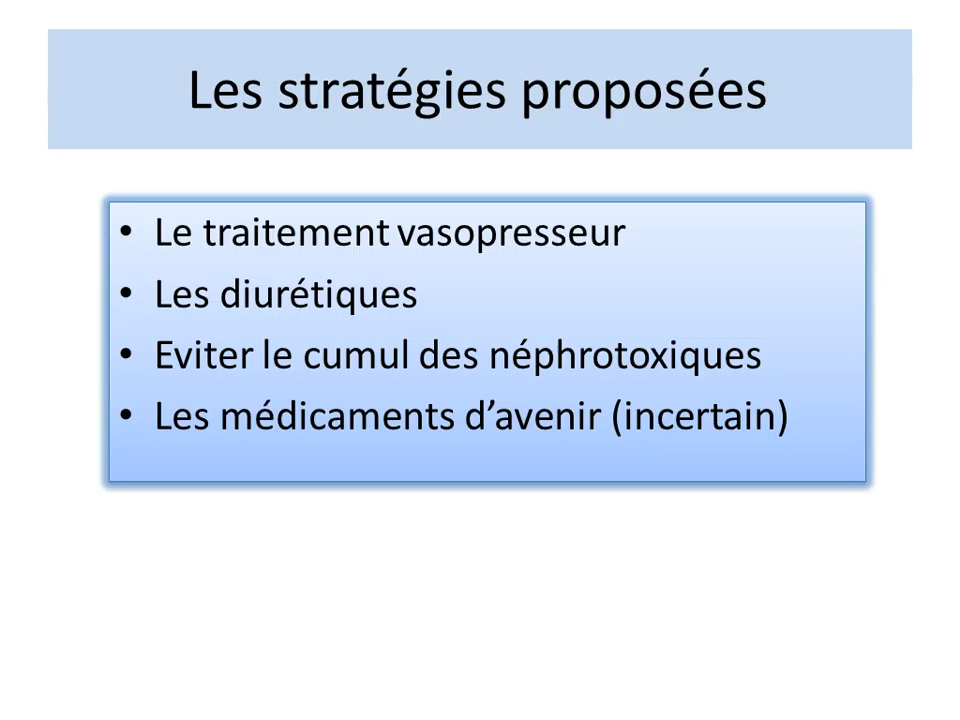 Les stratégies proposées
• Le traitement vasopresseur
• Les diurétiques
• Eviter le cumul des néphrotoxiques
• Les médicaments d’avenir (incertain)